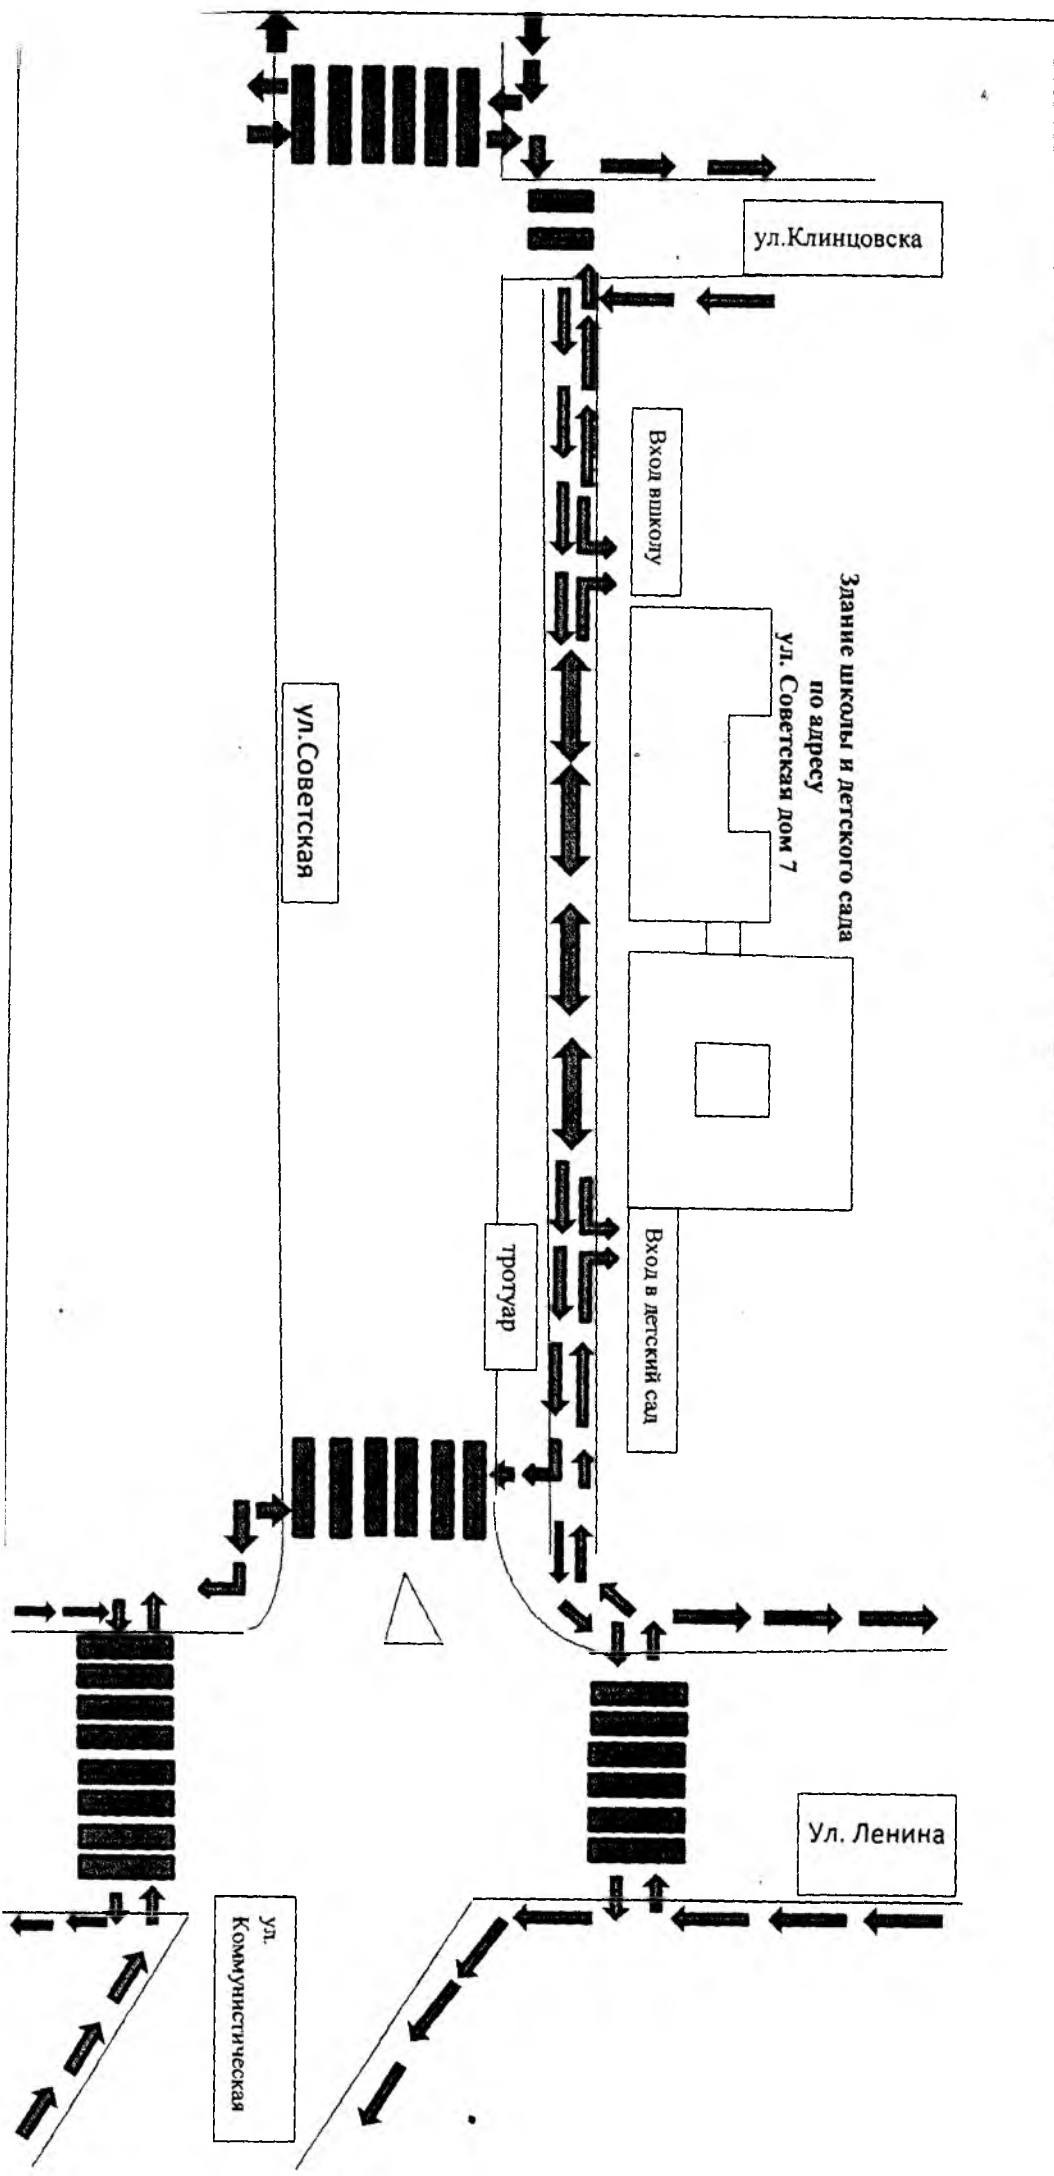 ул.Клинцовска
Вход вшколу
Здание школы и детского сада
по адресу
ул. Советская дом 7
ул.Советская
тротуар
Вход в детский сад
Ул. Ленина
ул.
Коммунистическая